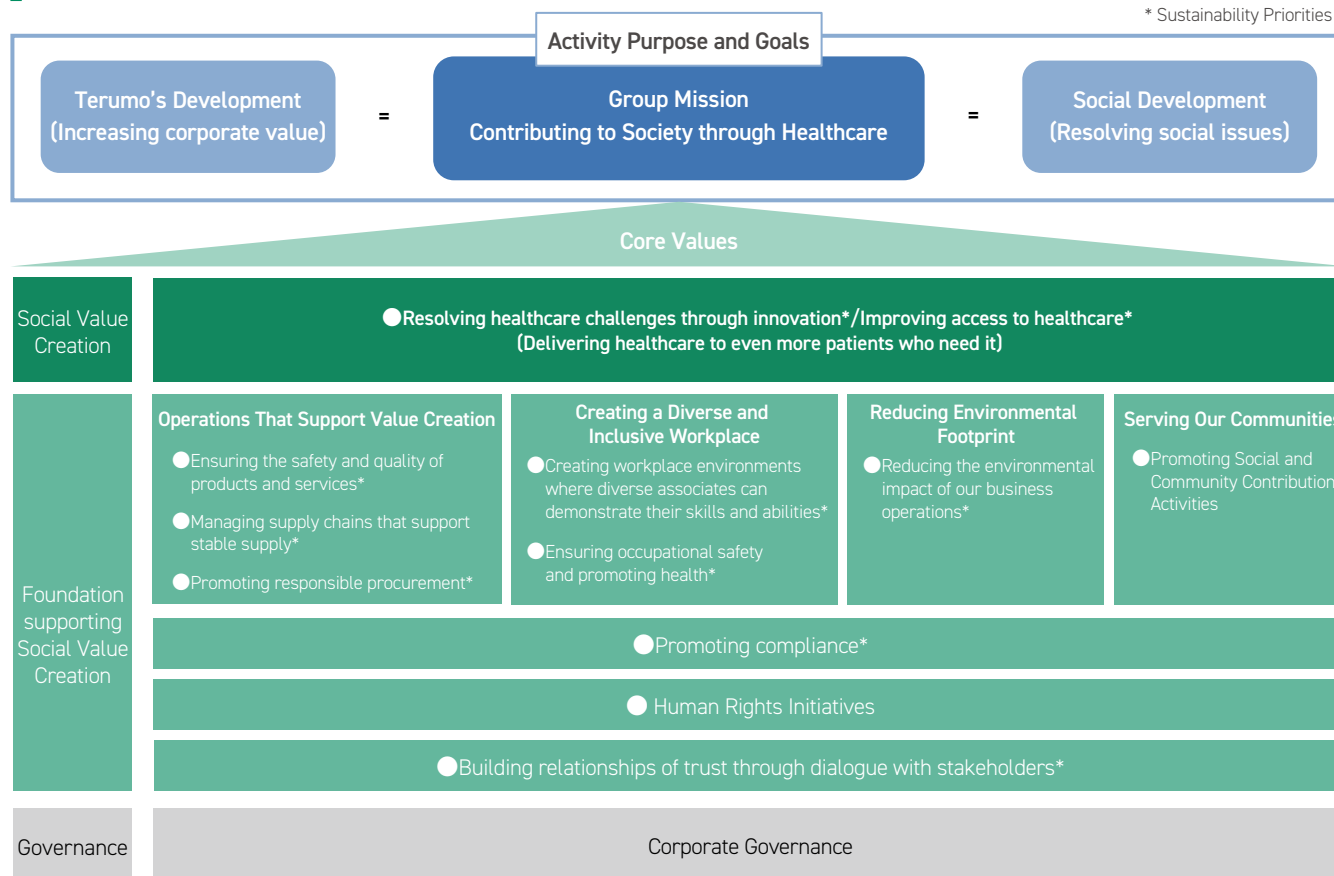 * Sustainability Priorities
Activity Purpose and Goals
Terumo's Development
(Increasing corporate value)
=
Group Mission
Contributing to Society through Healthcare
=
Social Development
(Resolving social issues)
Core Values
Social Value
Creation
●Resolving healthcare challenges through innovation*/Improving access to healthcare*
(Delivering healthcare to even more patients who need it)
Foundation
supporting
Social Value
Creation
Operations That Support Value Creation
●Ensuring the safety and quality of
products and services*
●Managing supply chains that support
stable supply*
●Promoting responsible procurement*
Creating a Diverse and
Inclusive Workplace
●Creating workplace environments
where diverse associates can
demonstrate their skills and abilities*
●Ensuring occupational safety
and promoting health*
Reducing Environmental
Footprint
●Reducing the environmental
impact of our business
operations*
Serving Our Communities
●Promoting Social and
Community Contribution
Activities
●Promoting compliance*
● Human Rights Initiatives
●Building relationships of trust through dialogue with stakeholders*
Governance
Corporate Governance